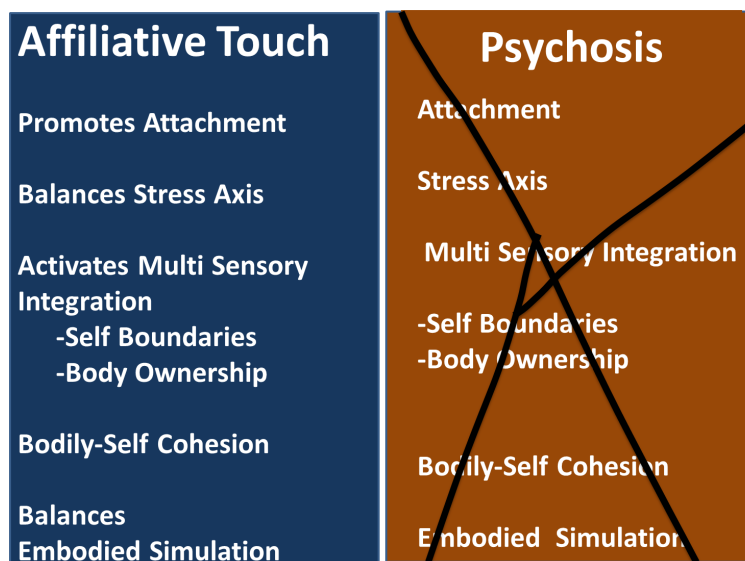 Affiliative Touch
Promotes Attachment
Balances Stress Axis
Activates Multi Sensory
Integration
-Self Boundaries
-Body Ownership
Bodily-Self Cohesion
Balances
Embodied Simulation
Psychosis
Attachment
Stress Axis
Multi Sensory Integration
-Self Boundaries
-Body Ownership
Bodily-Self Cohesion
Embodied Simulation